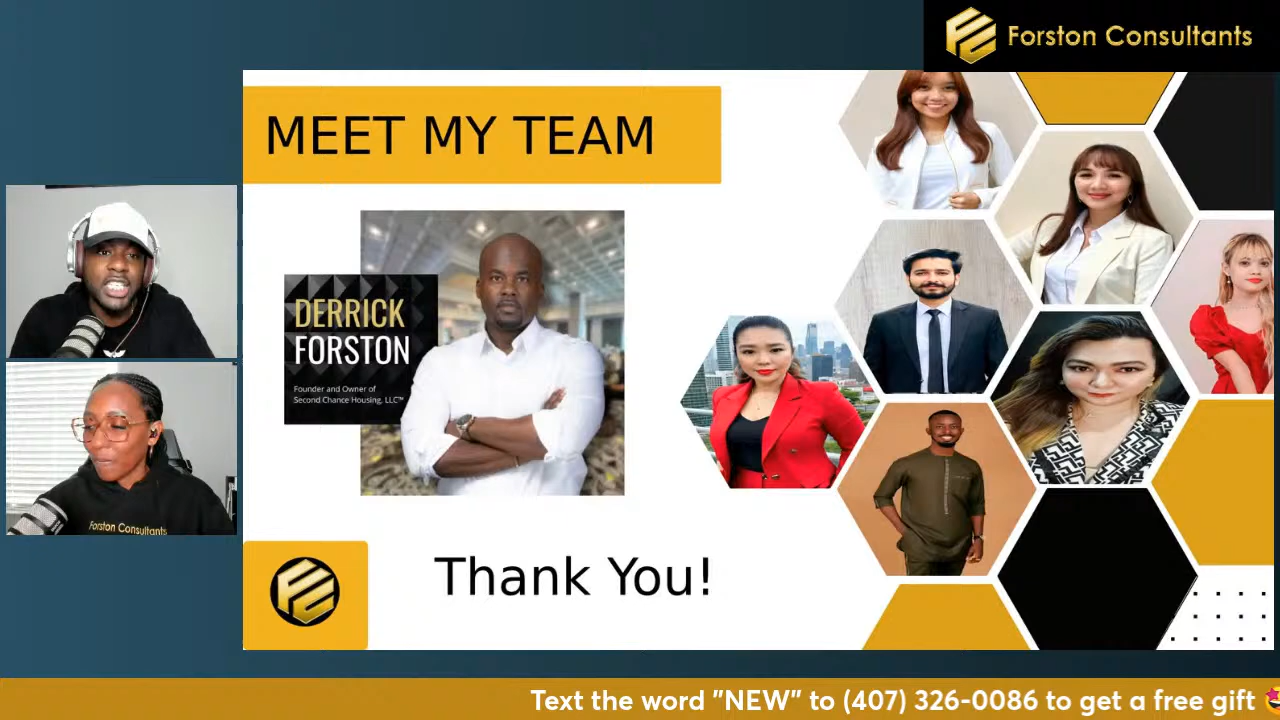 Forston Consultants
MEET MY TEAM
DERRICK
FORSTON
Founder and Owner of
Second Chance Housing, LLC™
Forston Consultants
Thank You!
Text the word "NEW" to (407) 326-0086 to get a free gift 🤩